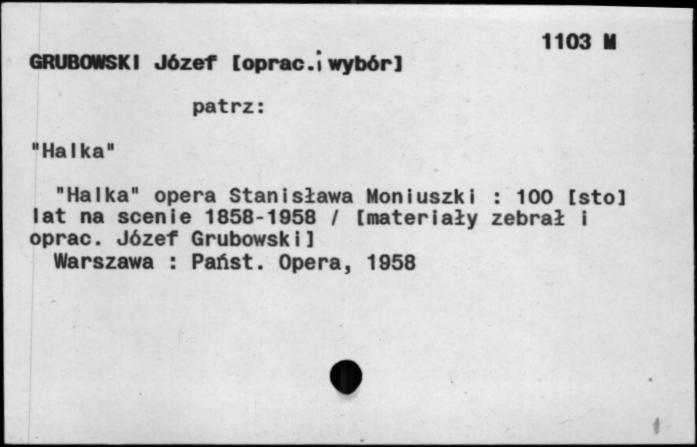 1103 M
GRUBOWSKI Józef [oprac. i wybór]
patrz:
"Halka"
"Halka" opera Stanisława Moniuszki : 100 [sto]
lat na scenie 1858-1958 / [materiały zebrał i
oprac. Józef Grubowski]
Warszawa : Państ. Opera, 1958